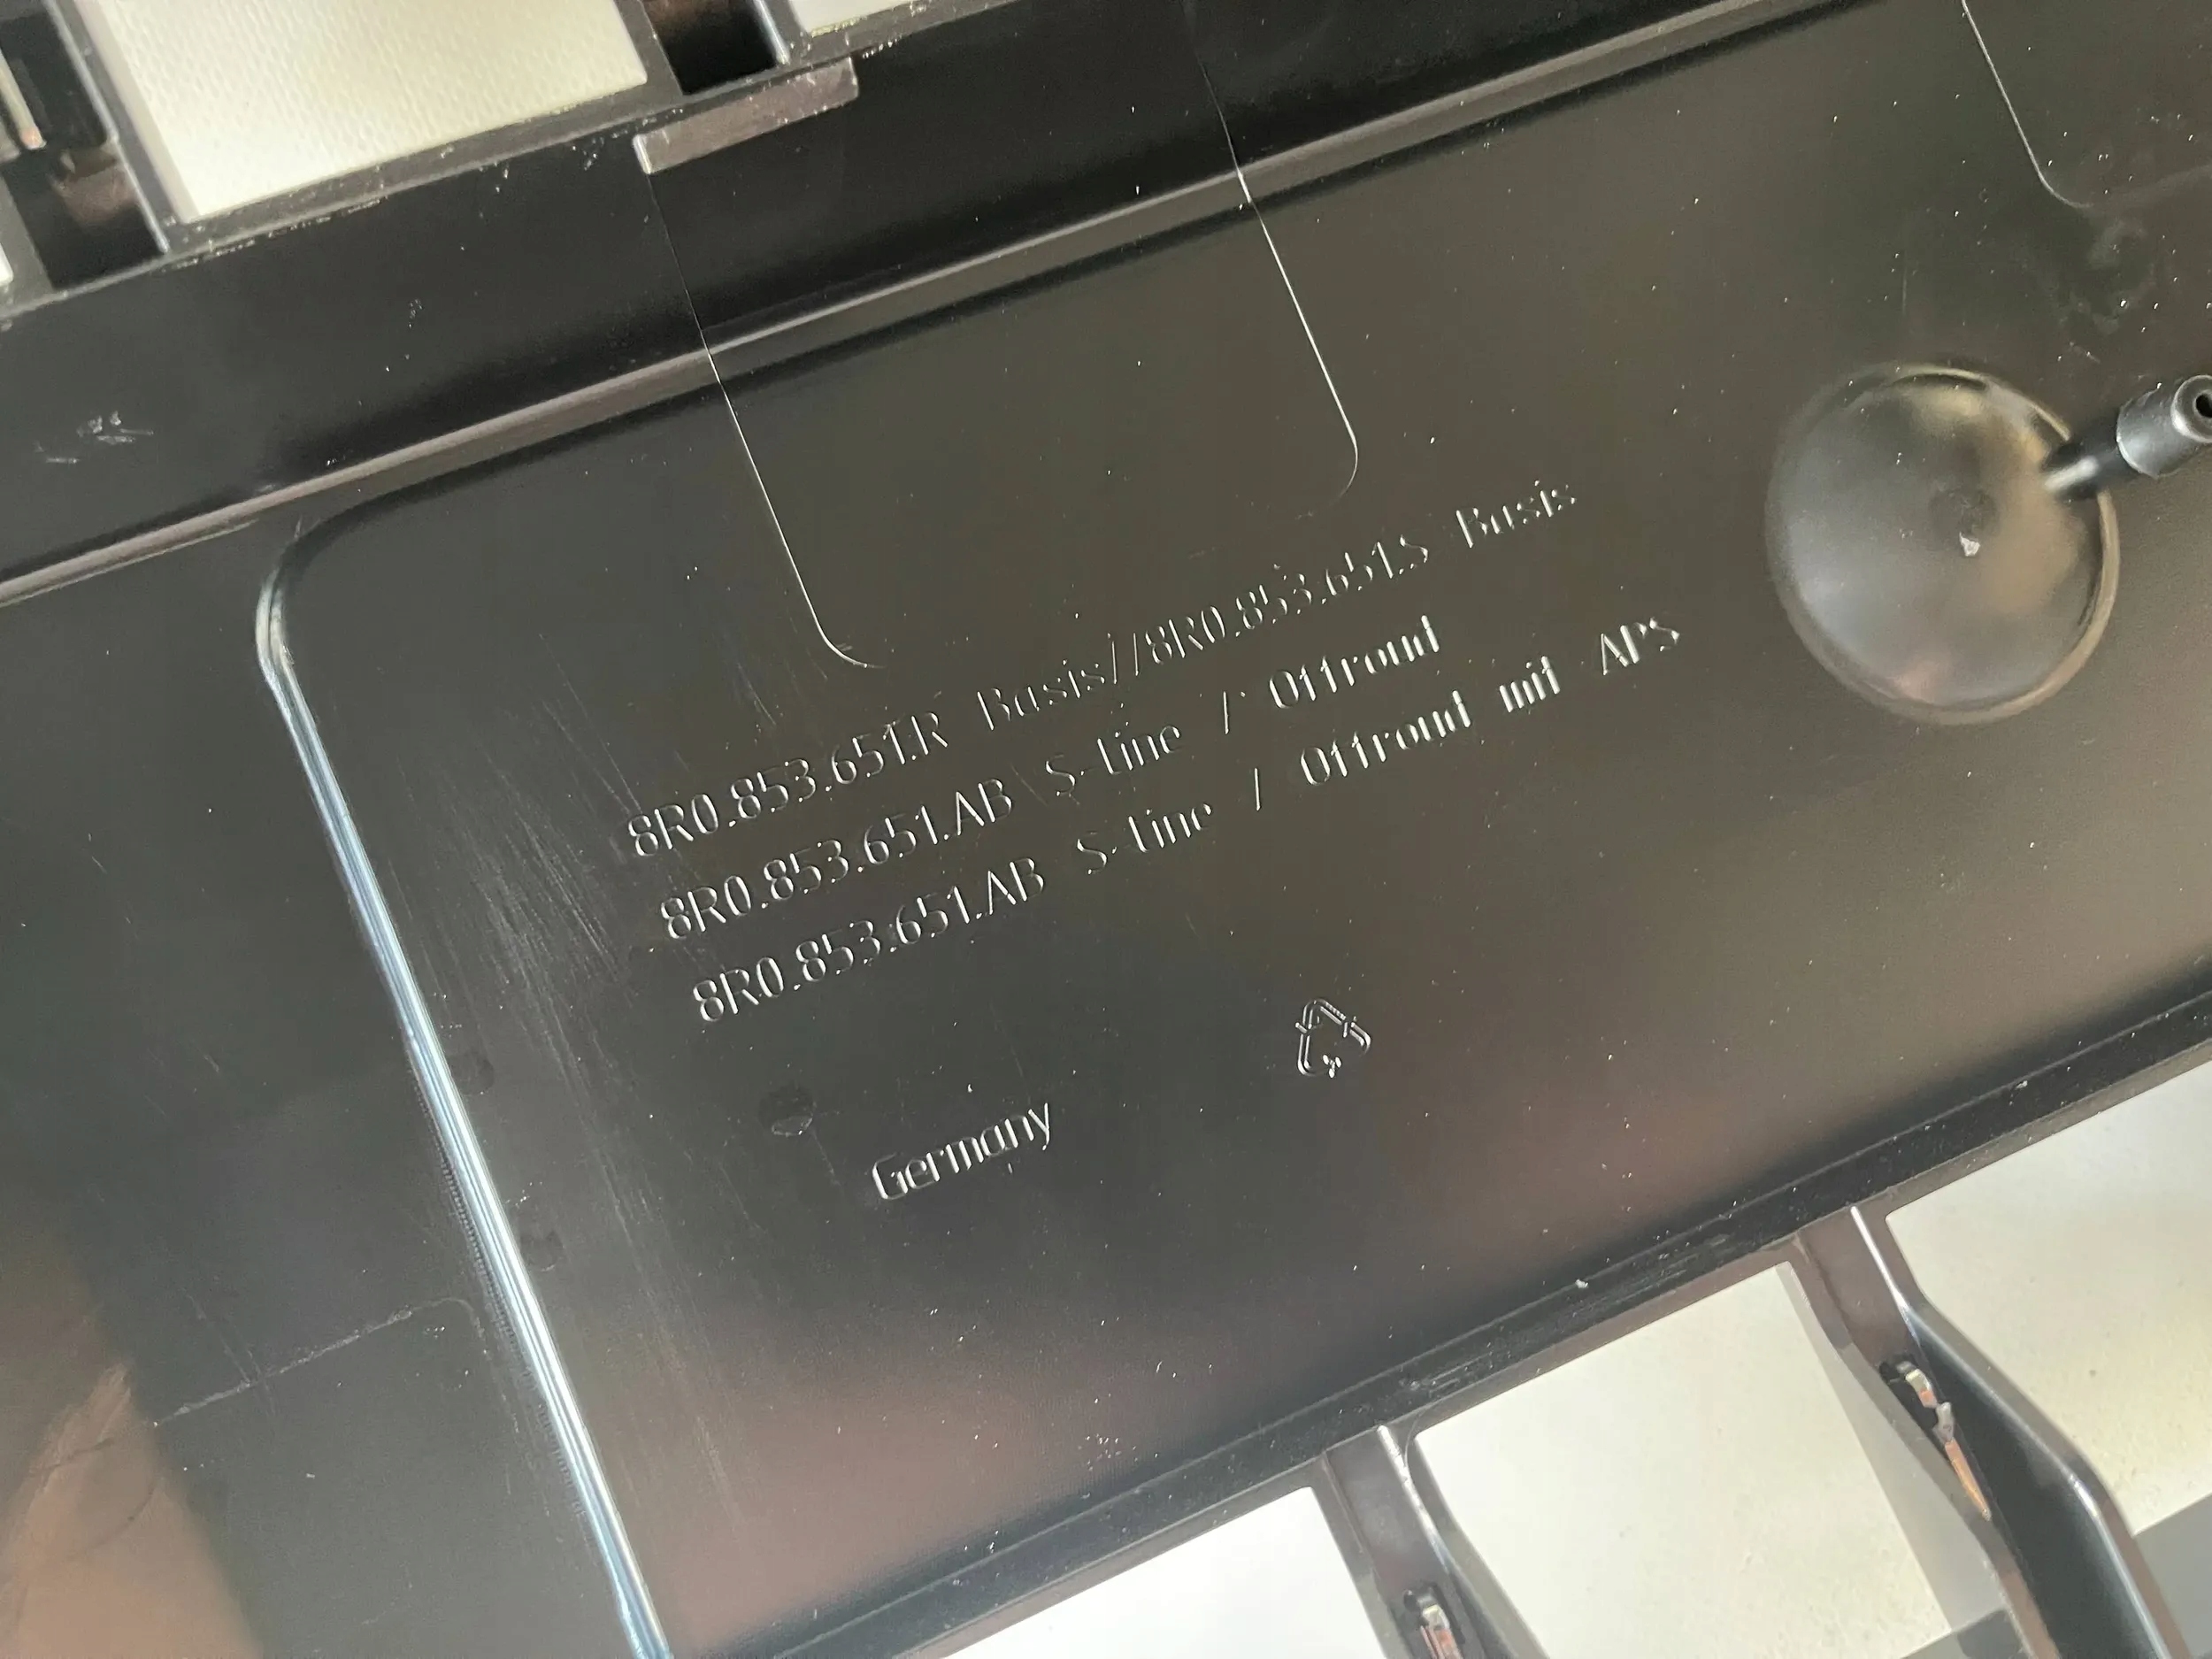 8R0.853.651.R Basis//8R0.853.651.S Basis
8R0.853.651.AB S-line / Offroad
8R0.853.651.AB S-line / Offroad mit APS
Germany